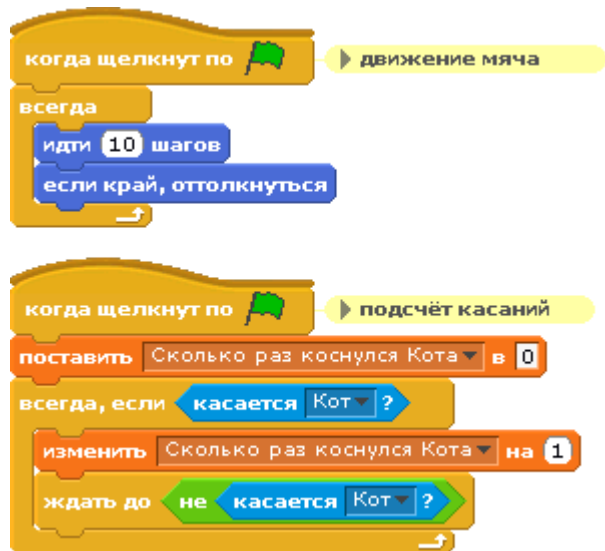 когда щелкнут по движение мяча
всегда
идти 10 шагов
если край, оттолкнуться
когда щелкнут по подсчёт касаний
поставить Сколько раз коснулся Кота в 0
всегда, если касается Кот ?
изменить Сколько раз коснулся Кота на 1
ждать до не касается Кот ?